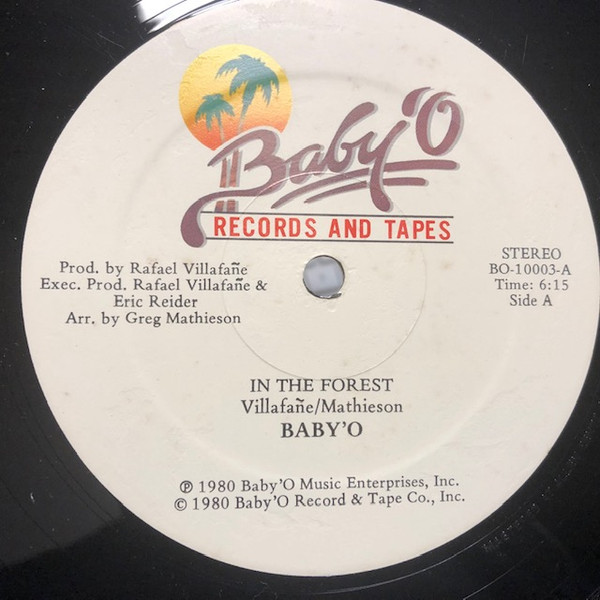 Baby'O
RECORDS AND TAPES
Prod. by Rafael Villafañe
Exec. Prod. Rafael Villafañe &
Eric Reider
Arr. by Greg Mathieson
STEREO
BO-10003-A
Time: 6:15
Side A
IN THE FOREST
Villafañe/Mathieson
BABY'O
℗ 1980 Baby'O Music Enterprises, Inc.
© 1980 Baby'O Record & Tape Co., Inc.